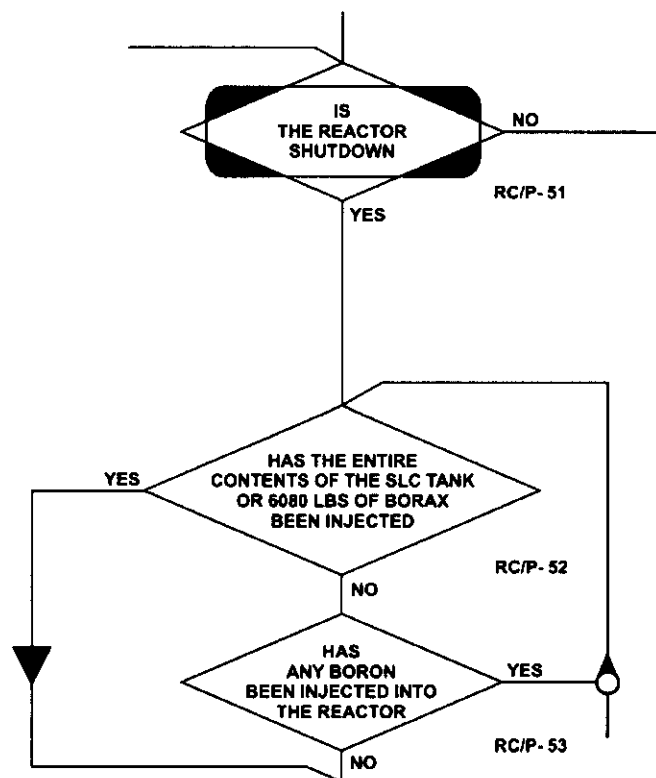 IS
THE REACTOR
SHUTDOWN
NO
RC/P- 51
YES
YES
HAS THE ENTIRE
CONTENTS OF THE SLC TANK
OR 6080 LBS OF BORAX
BEEN INJECTED
RC/P- 52
NO
HAS
ANY BORON
BEEN INJECTED INTO
THE REACTOR
YES
RC/P- 53
NO